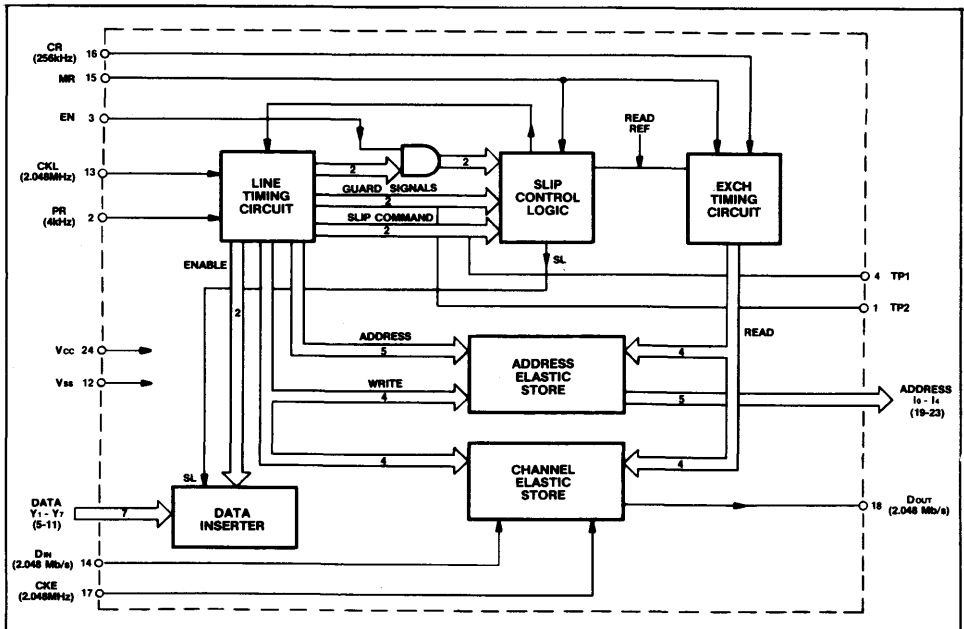 CR
(256kHz)
16
MR
15
EN
3
READ
REF
CKL
(2.048MHz)
13
LINE
TIMING
CIRCUIT
2
2
GUARD SIGNALS
2
SLIP COMMAND
2
SLIP
CONTROL
LOGIC
EXCH
TIMING
CIRCUIT
PR
(4kHz)
2
ENABLE
SL
4 TP1
1 TP2
2
READ
Vcc 24
Vss 12
ADDRESS
5
WRITE
4
ADDRESS
ELASTIC
STORE
4
5
ADDRESS
I0 - I4
(19-23)
4
CHANNEL
ELASTIC
STORE
4
SL
DATA
Y1 - Y7
(5-11)
7
DATA
INSERTER
18 DOUT
(2.048 Mb/s)
DIN
(2.048 Mb/s)
14
CKE
(2.048MHz)
17